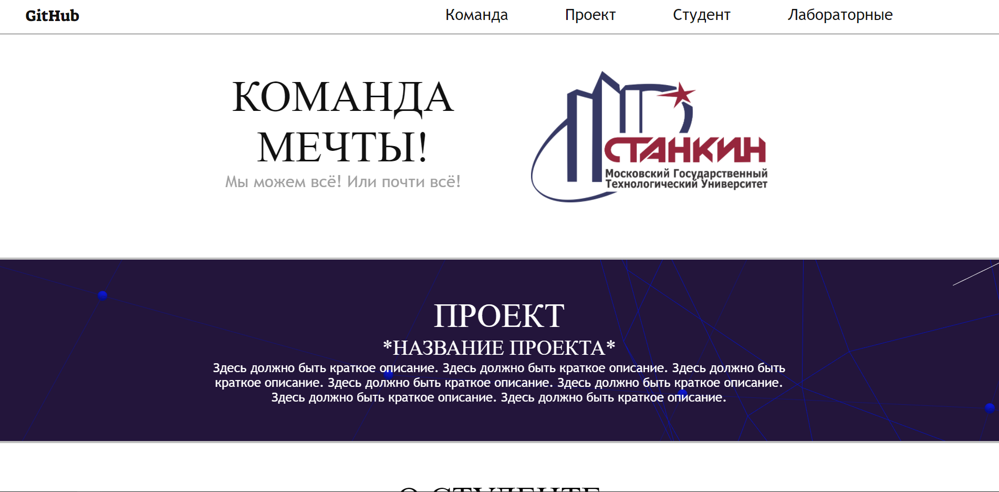 GitHub
Команда
Проект
Студент
Лабораторные
КОМАНДА
МЕЧТЫ!
Мы можем всё! Или почти всё!
СТАНКИН
Московский Государственный
Технологический Университет
ПРОЕКТ
*НАЗВАНИЕ ПРОЕКТА*
Здесь должно быть краткое описание. Здесь должно быть краткое описание. Здесь должно быть
краткое описание. Здесь должно быть краткое описание. Здесь должно быть краткое описание.
Здесь должно быть краткое описание. Здесь должно быть краткое описание.
О СТУДЕНТЕ